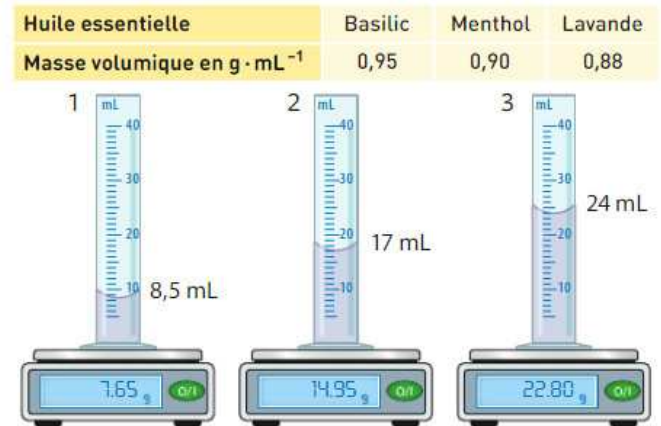 Huile essentielle Basilic Menthol Lavande
Masse volumique en g · mL⁻¹ 0,95 0,90 0,88
1 2 3
mL mL mL
40 40 40
30 30 30
24 mL
20 20 20
17 mL
10 10 10
8,5 mL
7.65 g O/I 14.95 g O/I 22.80 g O/I